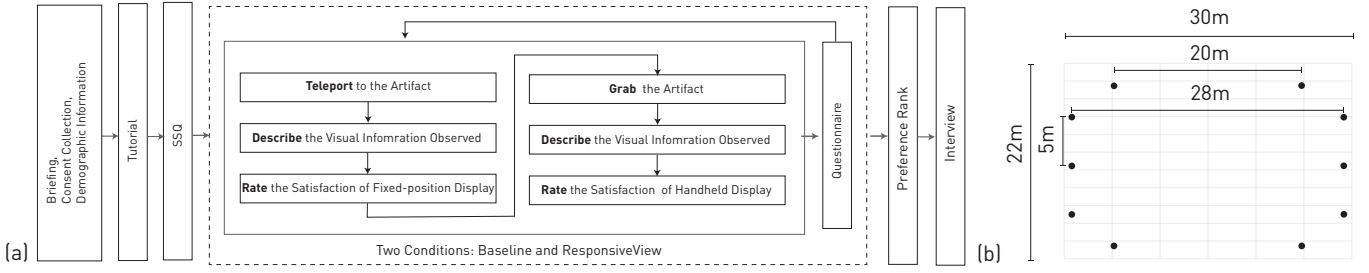 (a)
Briefing,
Consent Collection,
Demographic Information
Tutorial
SSQ
Teleport to the Artifact
Describe the Visual Infomration Observed
Rate the Satisfaction of Fixed-position Display
Grab the Artifact
Describe the Visual Infomration Observed
Rate the Satisfaction of Handheld Display
Questionnaire
Two Conditions: Baseline and ResponsiveView
Preference Rank
Interview
(b)
30m
20m
28m
22m
5m